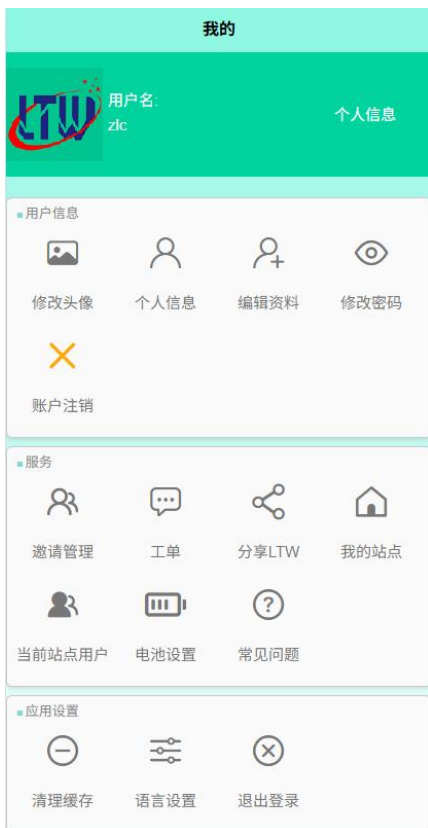 我的
LTW
用户名:
zlc
个人信息
用户信息
修改头像 个人信息 编辑资料 修改密码
账户注销
服务
邀请管理 工单 分享LTW 我的站点
当前站点用户 电池设置 常见问题
应用设置
清理缓存 语言设置 退出登录